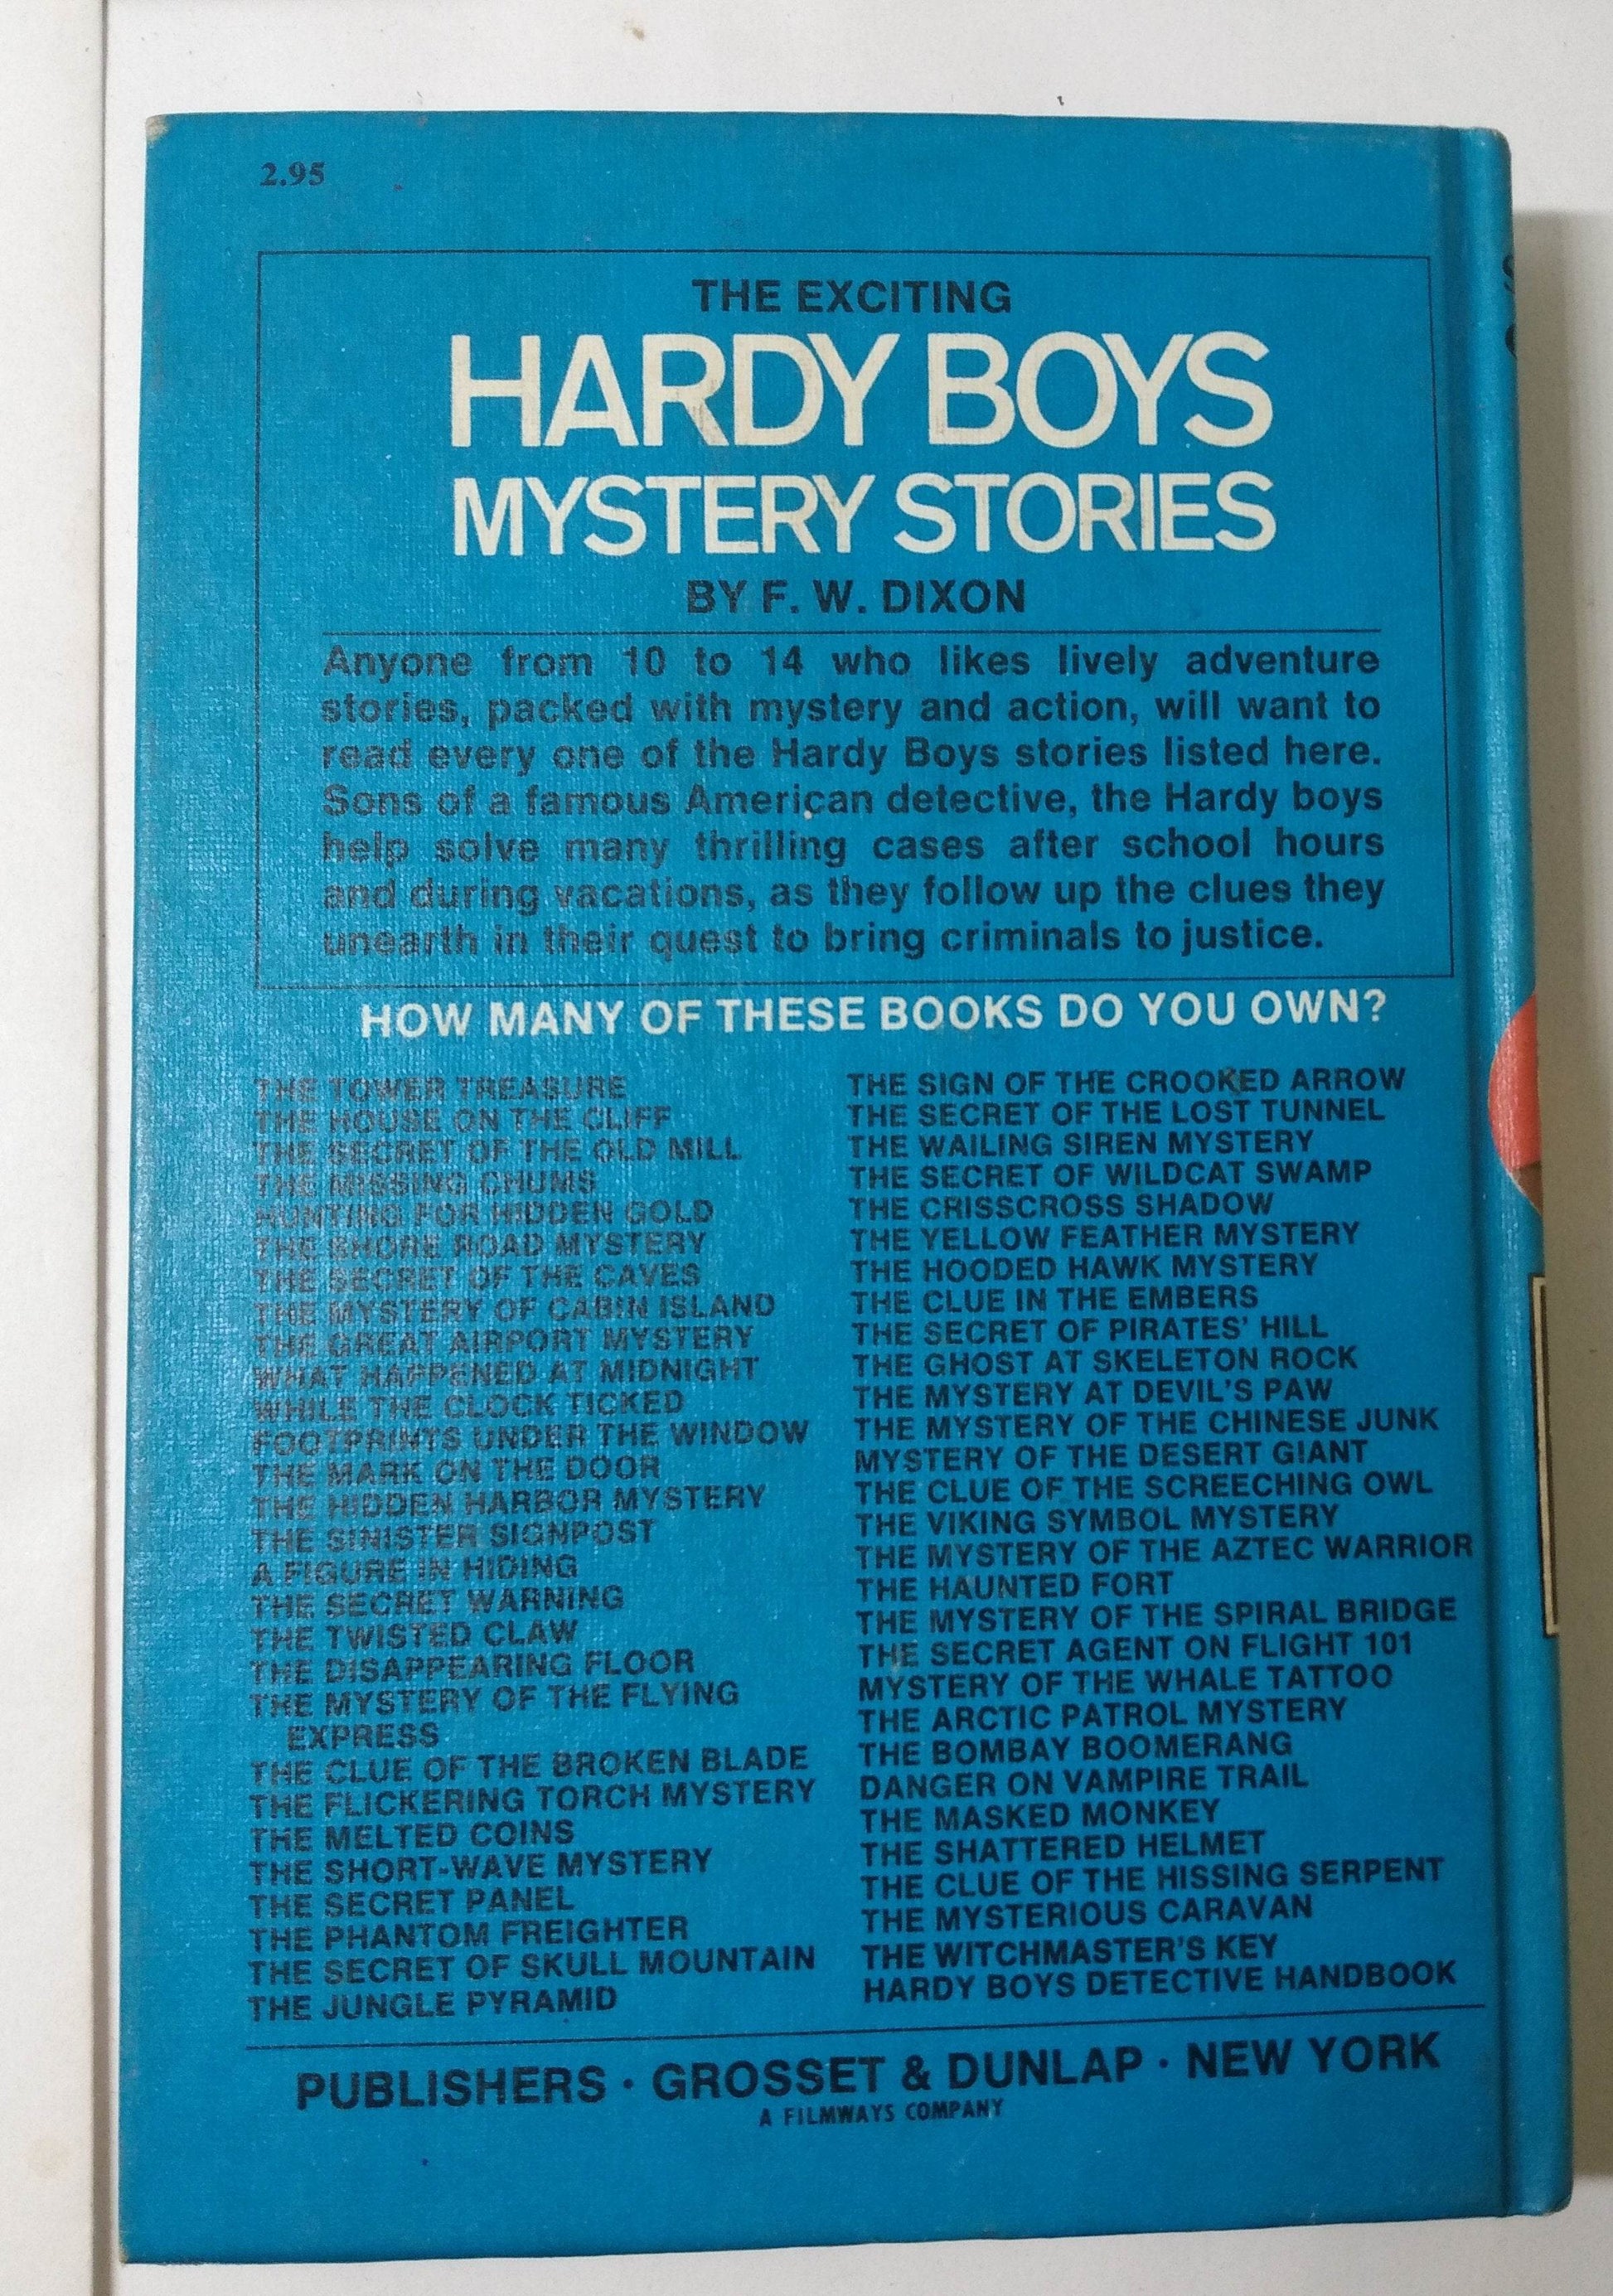 2.95
THE EXCITING
HARDY BOYS
MYSTERY STORIES
BY F. W. DIXON
Anyone from 10 to 14 who likes lively adventure
stories, packed with mystery and action, will want to
read every one of the Hardy Boys stories listed here.
Sons of a famous American detective, the Hardy boys
help solve many thrilling cases after school hours
and during vacations, as they follow up the clues they
unearth in their quest to bring criminals to justice.
HOW MANY OF THESE BOOKS DO YOU OWN?
THE TOWER TREASURE
THE HOUSE ON THE CLIFF
THE SECRET OF THE OLD MILL
THE MISSING CHUMS
HUNTING FOR HIDDEN GOLD
THE SHORE ROAD MYSTERY
THE SECRET OF THE CAVES
THE MYSTERY OF CABIN ISLAND
THE GREAT AIRPORT MYSTERY
WHAT HAPPENED AT MIDNIGHT
WHILE THE CLOCK TICKED
FOOTPRINTS UNDER THE WINDOW
THE MARK ON THE DOOR
THE HIDDEN HARBOR MYSTERY
THE SINISTER SIGNPOST
A FIGURE IN HIDING
THE SECRET WARNING
THE TWISTED CLAW
THE DISAPPEARING FLOOR
THE MYSTERY OF THE FLYING
EXPRESS
THE CLUE OF THE BROKEN BLADE
THE FLICKERING TORCH MYSTERY
THE MELTED COINS
THE SHORT-WAVE MYSTERY
THE SECRET PANEL
THE PHANTOM FREIGHTER
THE SECRET OF SKULL MOUNTAIN
THE JUNGLE PYRAMID
THE SIGN OF THE CROOKED ARROW
THE SECRET OF THE LOST TUNNEL
THE WAILING SIREN MYSTERY
THE SECRET OF WILDCAT SWAMP
THE CRISSCROSS SHADOW
THE YELLOW FEATHER MYSTERY
THE HOODED HAWK MYSTERY
THE CLUE IN THE EMBERS
THE SECRET OF PIRATES' HILL
THE GHOST AT SKELETON ROCK
THE MYSTERY AT DEVIL'S PAW
THE MYSTERY OF THE CHINESE JUNK
MYSTERY OF THE DESERT GIANT
THE CLUE OF THE SCREECHING OWL
THE VIKING SYMBOL MYSTERY
THE MYSTERY OF THE AZTEC WARRIOR
THE HAUNTED FORT
THE MYSTERY OF THE SPIRAL BRIDGE
THE SECRET AGENT ON FLIGHT 101
MYSTERY OF THE WHALE TATTOO
THE ARCTIC PATROL MYSTERY
THE BOMBAY BOOMERANG
DANGER ON VAMPIRE TRAIL
THE MASKED MONKEY
THE SHATTERED HELMET
THE CLUE OF THE HISSING SERPENT
THE MYSTERIOUS CARAVAN
THE WITCHMASTER'S KEY
HARDY BOYS DETECTIVE HANDBOOK
PUBLISHERS · GROSSET & DUNLAP · NEW YORK
A FILMWAYS COMPANY